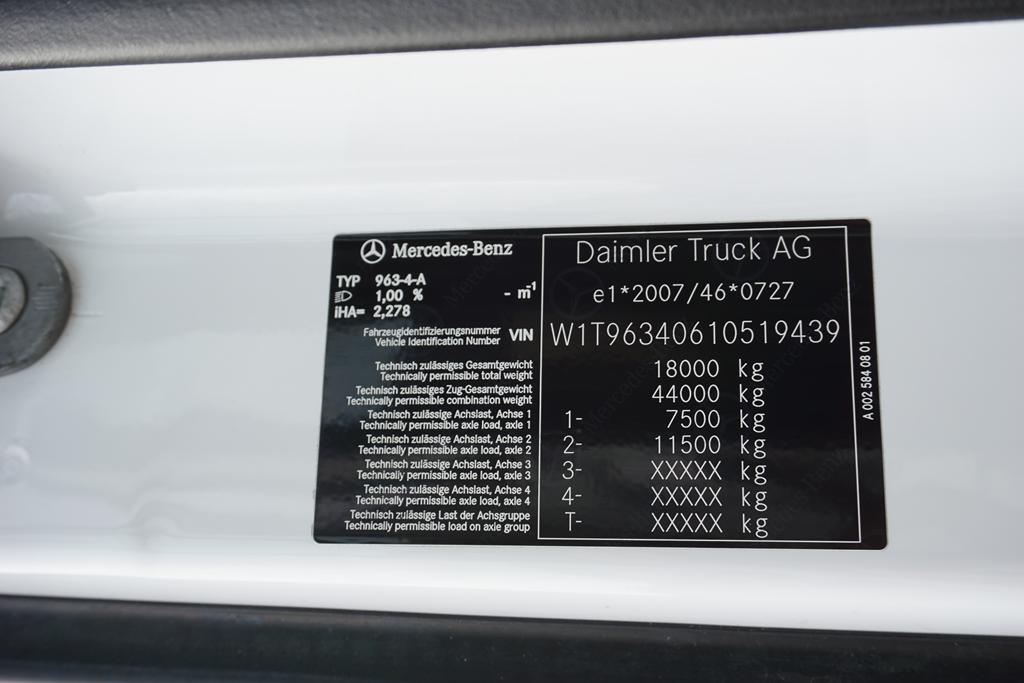 Mercedes-Benz
TYP 963-4-A
1,00 % - m⁻¹
iHA= 2,278
Daimler Truck AG
e1*2007/46*0727
Fahrzeugidentifizierungsnummer
Vehicle Identification Number VIN W1T96340610519439
Technisch zulässiges Gesamtgewicht
Technically permissible total weight 18000 kg
Technisch zulässiges Zug-Gesamtgewicht
Technically permissible combination weight 44000 kg
Technisch zulässige Achslast, Achse 1
Technically permissible axle load, axle 1 1- 7500 kg
Technisch zulässige Achslast, Achse 2
Technically permissible axle load, axle 2 2- 11500 kg
Technisch zulässige Achslast, Achse 3
Technically permissible axle load, axle 3 3- XXXXX kg
Technisch zulässige Achslast, Achse 4
Technically permissible axle load, axle 4 4- XXXXX kg
Technisch zulässige Last der Achsgruppe
Technically permissible load on axle group T- XXXXX kg
A 002 584 08 01